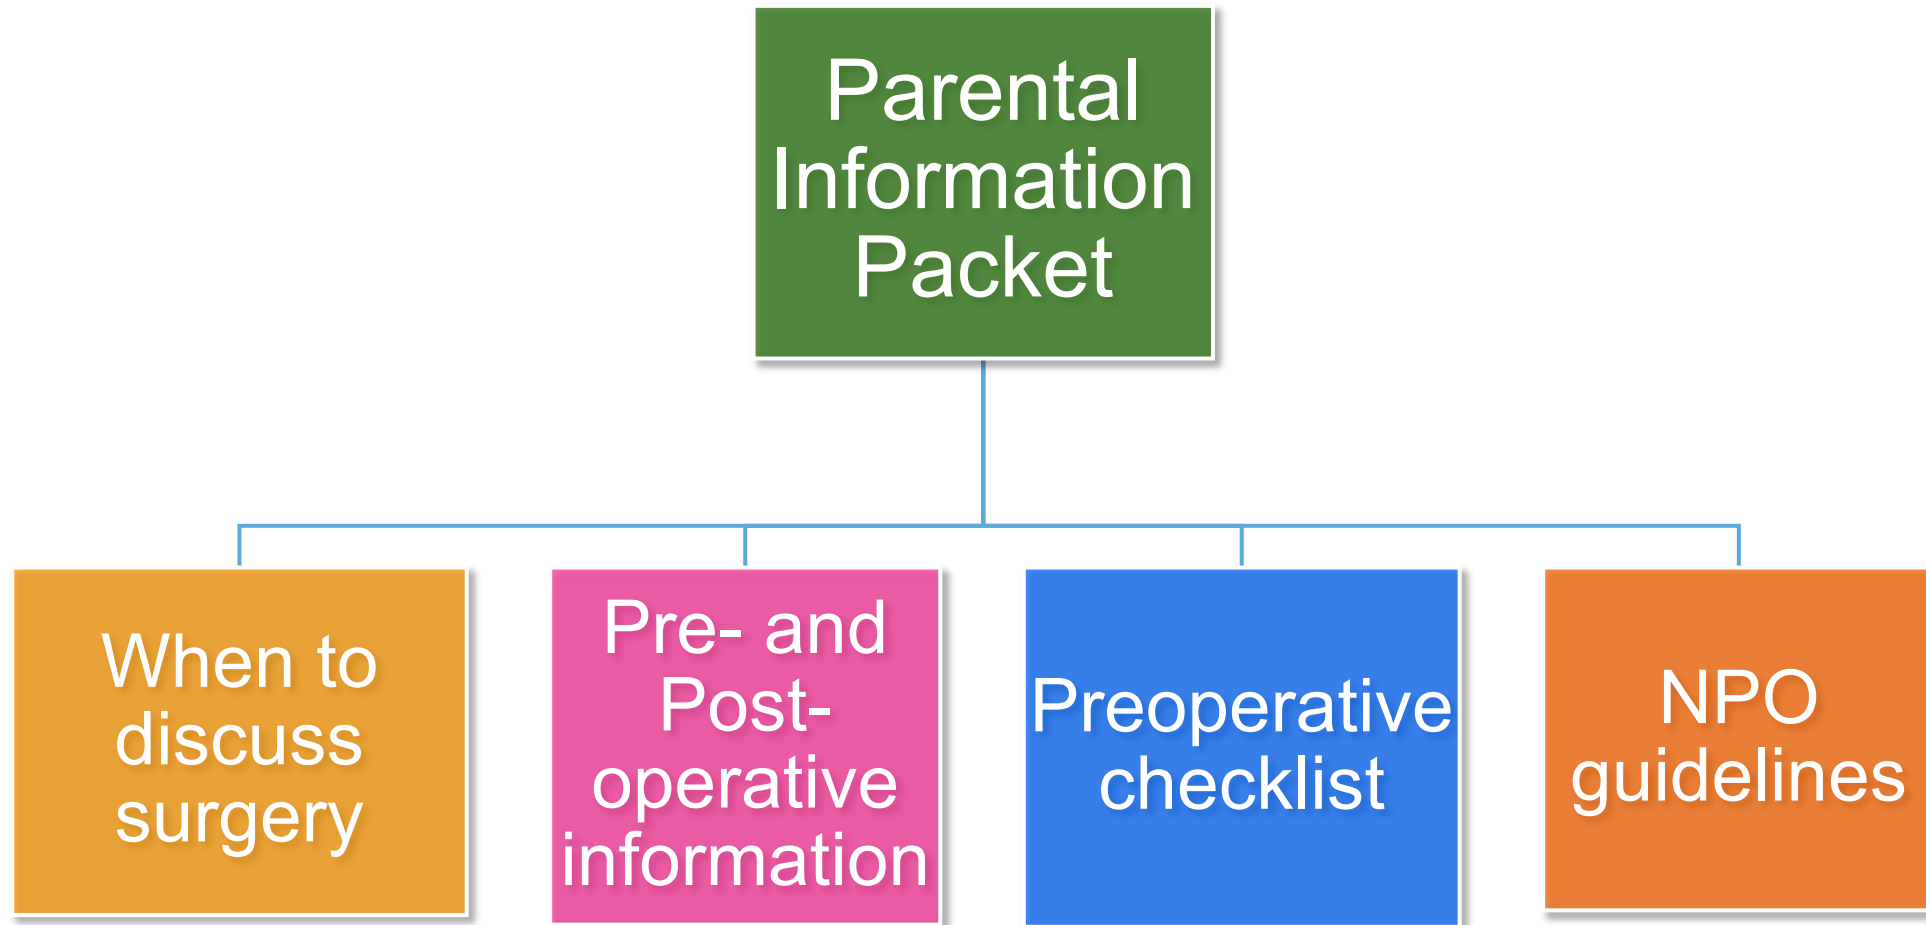 Parental
Information
Packet
When to
discuss
surgery
Pre- and
Post-
operative
information
Preoperative
checklist
NPO
guidelines